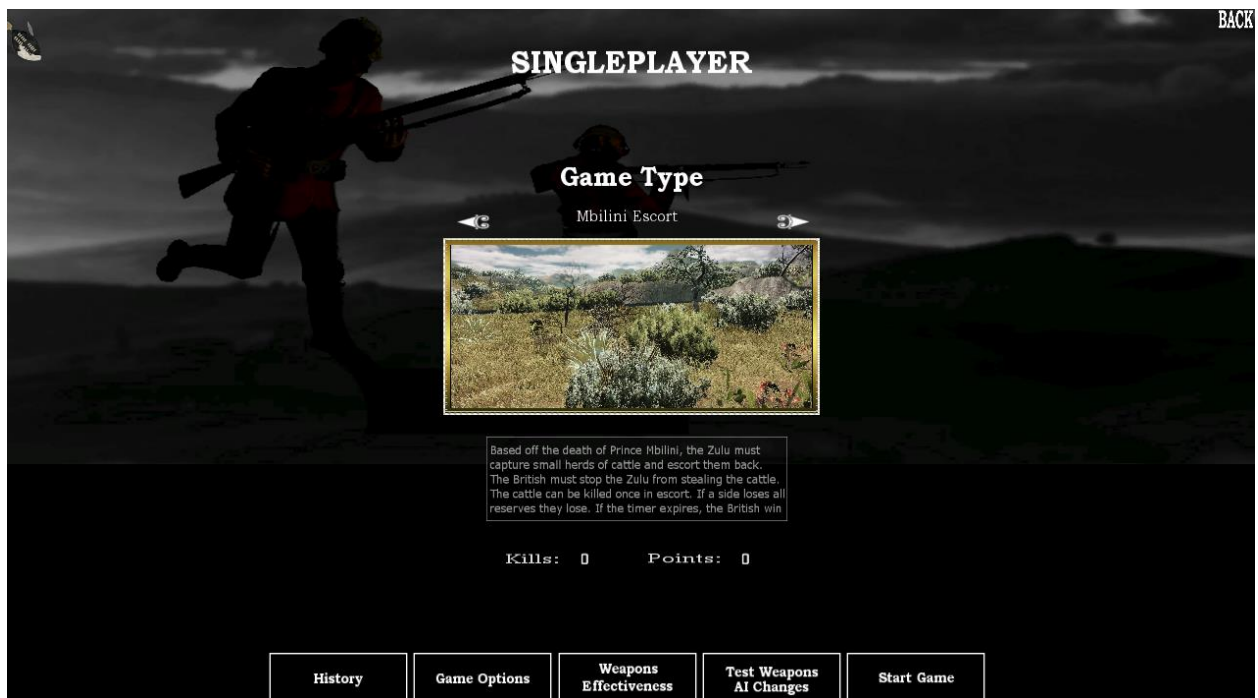 BACK
SINGLEPLAYER
Game Type
Mbilini Escort
Based off the death of Prince Mbilini, the Zulu must
capture small herds of cattle and escort them back.
The British must stop the Zulu from stealing the cattle.
The cattle can be killed once in escort. If a side loses all
reserves they lose. If the timer expires, the British win
Kills: 0 Points: 0
History
Game Options
Weapons
Effectiveness
Test Weapons
AI Changes
Start Game